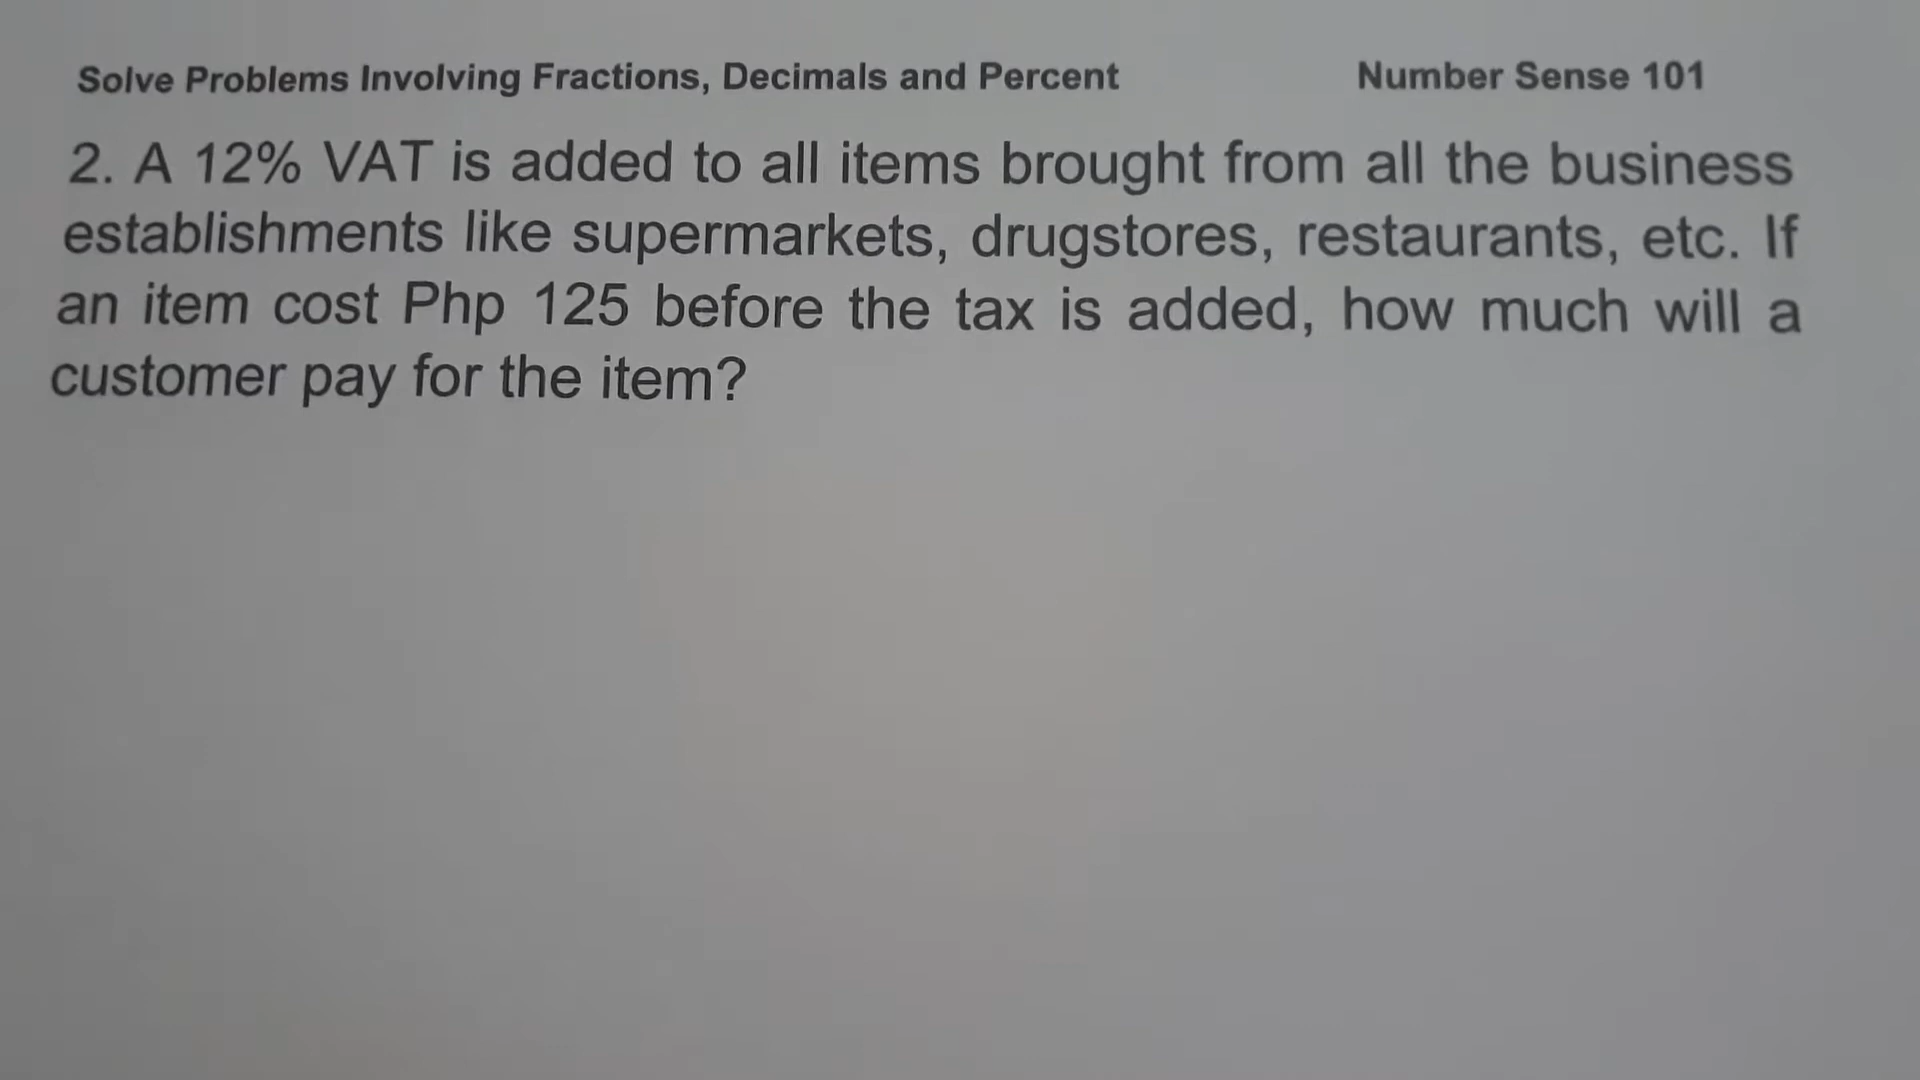 Solve Problems Involving Fractions, Decimals and Percent
Number Sense 101
2. A 12% VAT is added to all items brought from all the business
establishments like supermarkets, drugstores, restaurants, etc. If
an item cost Php 125 before the tax is added, how much will a
customer pay for the item?